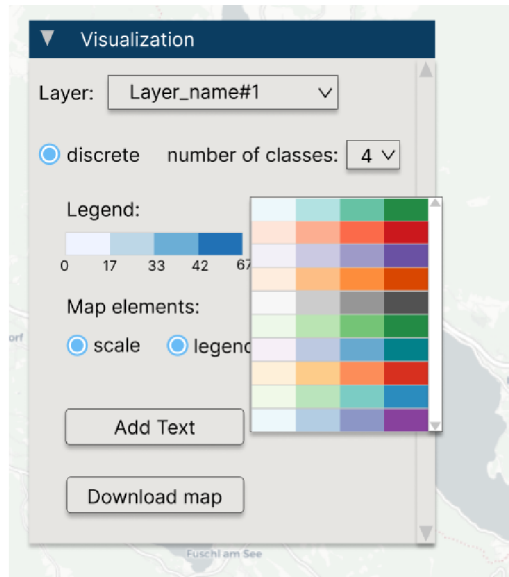 Visualization
Layer: Layer_name#1
discrete number of classes: 4
Legend:
0 17 33 42 67
Map elements:
scale legend
Add Text
Download map
Fuschl am See
orf